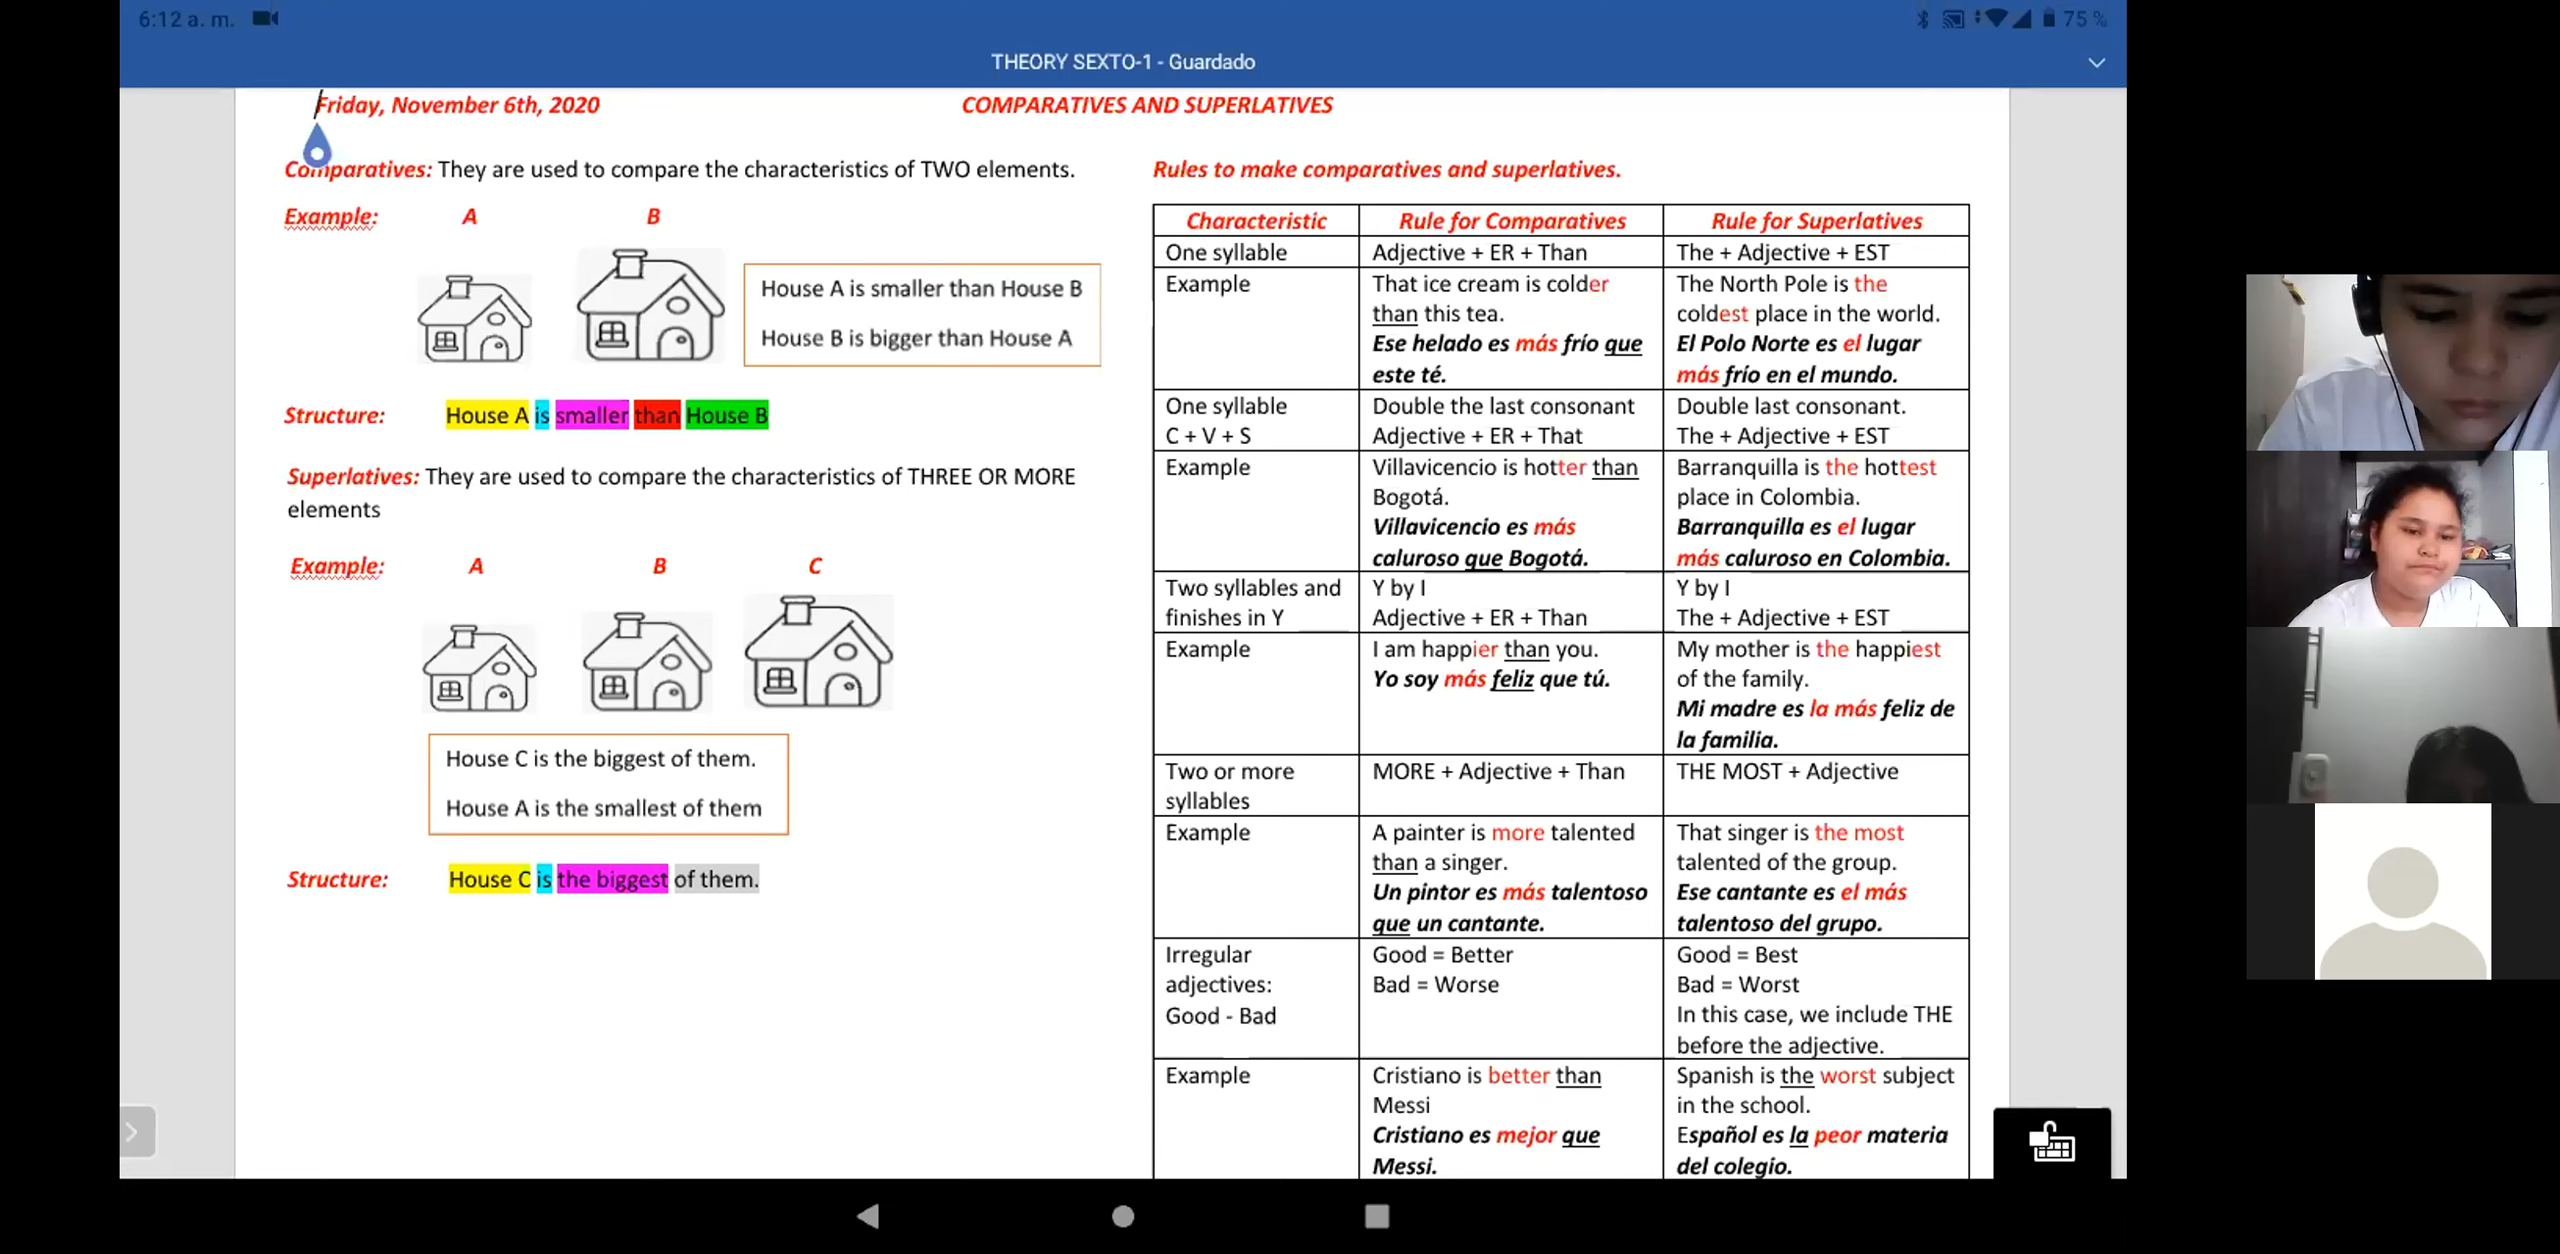 6:12 a. m.
75 %
THEORY SEXTO-1 - Guardado
Friday, November 6th, 2020
COMPARATIVES AND SUPERLATIVES
Comparatives: They are used to compare the characteristics of TWO elements.
Example: A B
House A is smaller than House B
House B is bigger than House A
Structure: House A is smaller than House B
Superlatives: They are used to compare the characteristics of THREE OR MORE
elements
Example: A B C
House C is the biggest of them.
House A is the smallest of them
Structure: House C is the biggest of them.
Rules to make comparatives and superlatives.
Characteristic Rule for Comparatives Rule for Superlatives
One syllable Adjective + ER + Than The + Adjective + EST
Example
That ice cream is colder
than this tea.
Ese helado es más frío que
este té.
The North Pole is the
coldest place in the world.
El Polo Norte es el lugar
más frío en el mundo.
One syllable
C + V + S
Double the last consonant
Adjective + ER + That
Double last consonant.
The + Adjective + EST
Example
Villavicencio is hotter than
Bogotá.
Villavicencio es más
caluroso que Bogotá.
Barranquilla is the hottest
place in Colombia.
Barranquilla es el lugar
más caluroso en Colombia.
Two syllables and
finishes in Y
Y by I
Adjective + ER + Than
Y by I
The + Adjective + EST
Example
I am happier than you.
Yo soy más feliz que tú.
My mother is the happiest
of the family.
Mi madre es la más feliz de
la familia.
Two or more
syllables
MORE + Adjective + Than
THE MOST + Adjective
Example
A painter is more talented
than a singer.
Un pintor es más talentoso
que un cantante.
That singer is the most
talented of the group.
Ese cantante es el más
talentoso del grupo.
Irregular
adjectives:
Good - Bad
Good = Better
Bad = Worse
Good = Best
Bad = Worst
In this case, we include THE
before the adjective.
Example
Cristiano is better than
Messi
Cristiano es mejor que
Messi.
Spanish is the worst subject
in the school.
Español es la peor materia
del colegio.